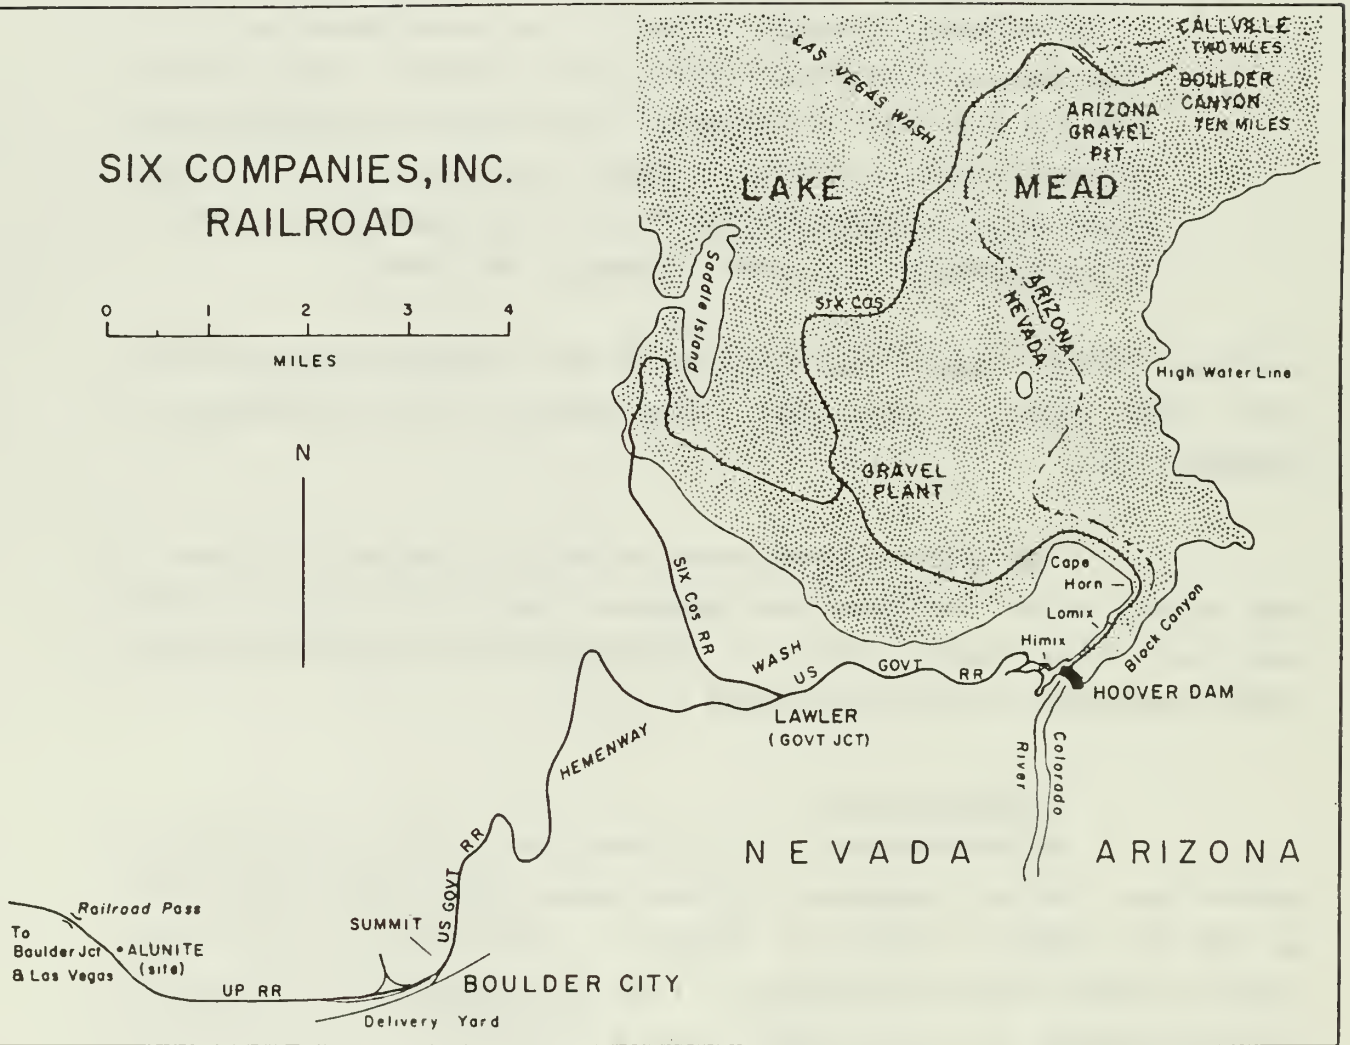 SIX COMPANIES, INC.
RAILROAD
0 1 2 3 4
MILES
N
LAS VEGAS WASH
CALLVILLE
TWO MILES
BOULDER
CANYON
TEN MILES
ARIZONA
GRAVEL
PIT
LAKE MEAD
Saddle Island
SIX COS
ARIZONA
NEVADA
High Water Line
GRAVEL
PLANT
Cape
Horn
Lomix
Himix
Black Canyon
SIX Cos RR
WASH
US GOVT RR
HOOVER DAM
LAWLER
(GOVT JCT)
HEMENWAY
Colorado
River
NEVADA ARIZONA
US GOVT RR
Railroad Pass
To
Boulder Jct
& Las Vegas
ALUNITE
(site)
SUMMIT
UP RR
BOULDER CITY
Delivery Yard